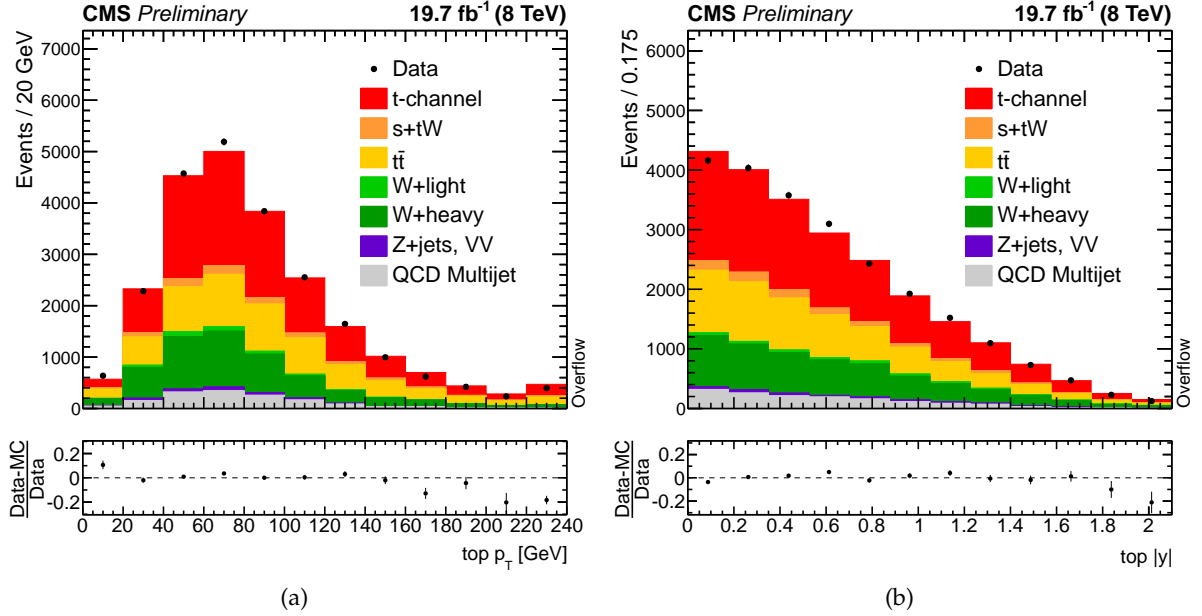 CMS Preliminary 19.7 fb⁻¹ (8 TeV)
Events / 20 GeV
7000
6000
5000
4000
3000
2000
1000
0
Data
t-channel
s+tW
tt̄
W+light
W+heavy
Z+jets, VV
QCD Multijet
Overflow
Data-MC
Data
0.2
0
-0.2
0 20 40 60 80 100 120 140 160 180 200 220 240
top p_T [GeV]
(a)
CMS Preliminary 19.7 fb⁻¹ (8 TeV)
Events / 0.175
6000
5000
4000
3000
2000
1000
0
Data
t-channel
s+tW
tt̄
W+light
W+heavy
Z+jets, VV
QCD Multijet
Overflow
Data-MC
Data
0.2
0
-0.2
0 0.2 0.4 0.6 0.8 1 1.2 1.4 1.6 1.8 2
top |y|
(b)